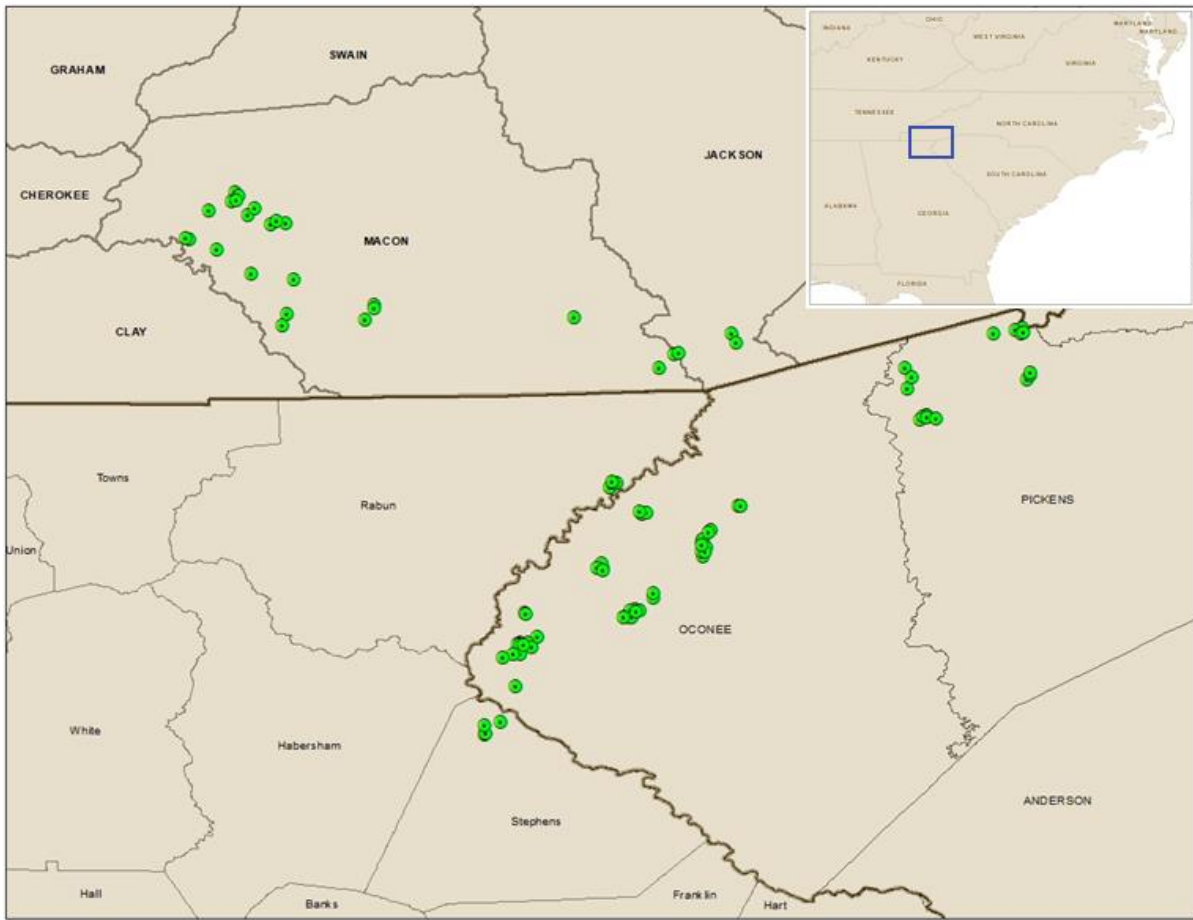 GRAHAM
SWAIN
CHEROKEE
JACKSON
MACON
CLAY
INDIANA
OHIO
MARYLAND
MARYLAND
WEST VIRGINIA
KENTUCKY
VIRGINIA
TENNESSEE
NORTH CAROLINA
SOUTH CAROLINA
ALABAMA
GEORGIA
FLORIDA
Towns
Union
Rabun
PICKENS
OCONEE
White
Habersham
Stephens
ANDERSON
Hall
Banks
Franklin
Hart